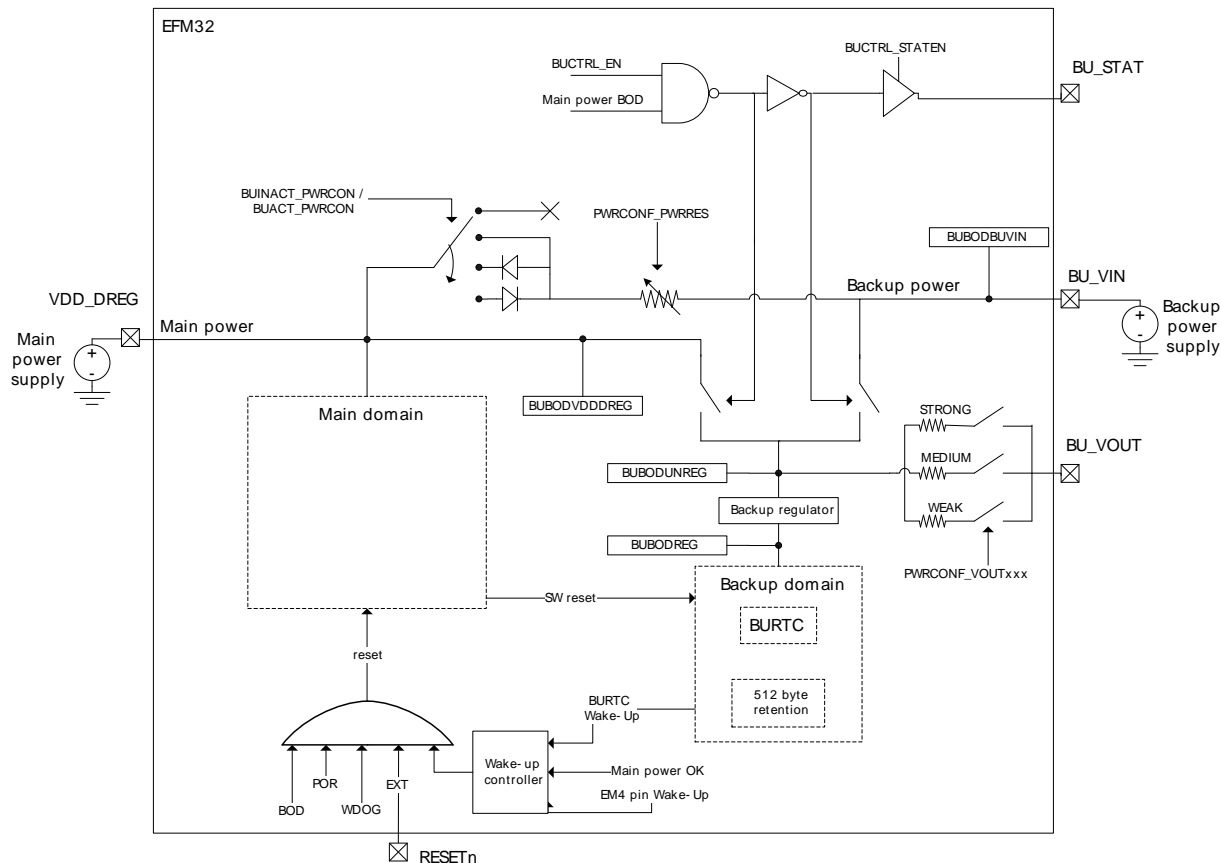 EFM32
BUCTRL_STATEN
BUCTRL_EN
BU_STAT
Main power BOD
BUINACT_PWRCON /
BUACT_PWRCON
PWRCONF_PWRRES
BUBODBUVIN
VDD_DREG
Backup power
BU_VIN
Main power
Main
power
supply
+
-
+
-
Backup
power
supply
Main domain
BUBODVDDDREG
STRONG
BU_VOUT
MEDIUM
BUBODUNREG
WEAK
Backup regulator
BUBODREG
PWRCONF_VOUTxxx
Backup domain
SW reset
BURTC
reset
512 byte
retention
BURTC
Wake-Up
Wake-up
controller
Main power OK
EM4 pin Wake-Up
BOD
POR
WDOG
EXT
RESETn